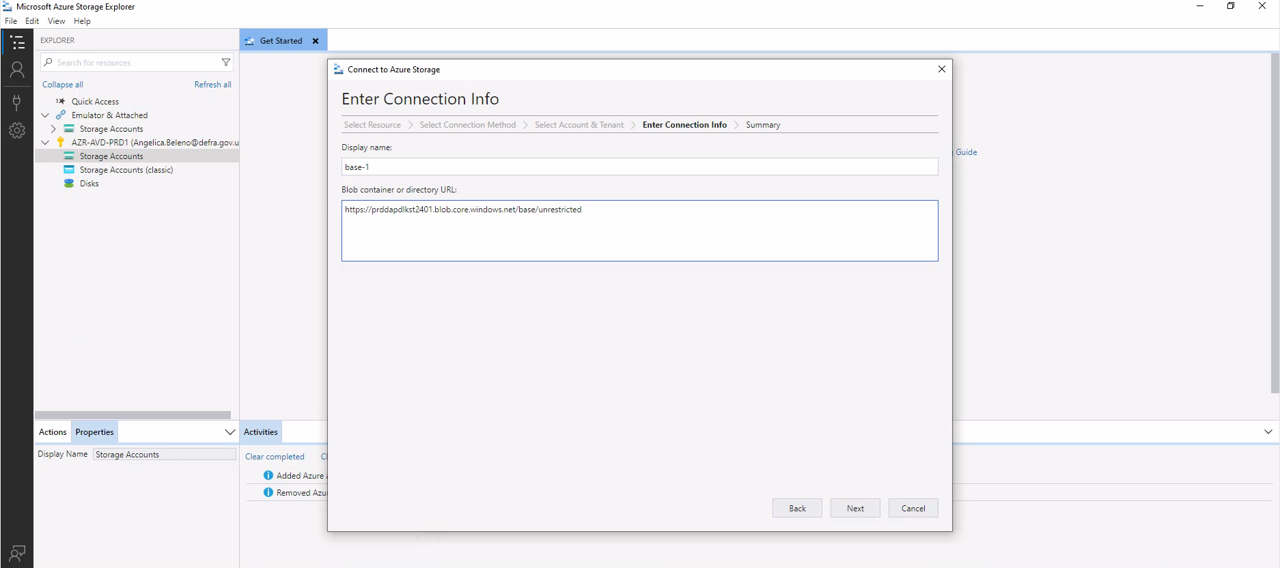 Microsoft Azure Storage Explorer
File Edit View Help
EXPLORER
Search for resources
Collapse all Refresh all
Quick Access
Emulator & Attached
Storage Accounts
AZR-AVD-PRD1 (Angelica.Beleno@defra.gov.u
Storage Accounts
Storage Accounts (classic)
Disks
Actions Properties
Display Name Storage Accounts
Get Started
Guide
Connect to Azure Storage
Enter Connection Info
Select Resource Select Connection Method Select Account & Tenant Enter Connection Info Summary
Display name:
base-1
Blob container or directory URL:
https://prddapdlkst2401.blob.core.windows.net/base/unrestricted
Back Next Cancel
Activities
Clear completed
Added Azure
Removed Azu